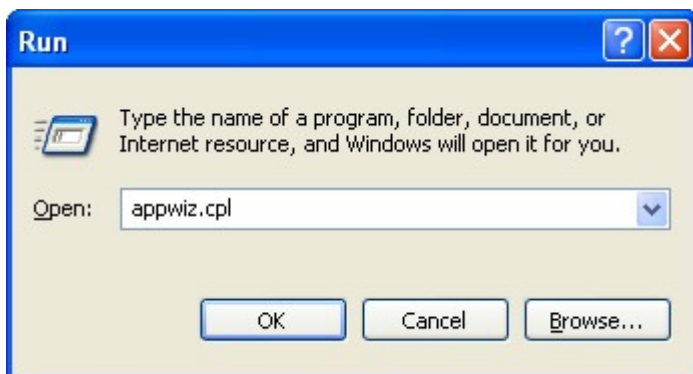 Run
?
Type the name of a program, folder, document, or
Internet resource, and Windows will open it for you.
Open: appwiz.cpl
OK Cancel Browse...